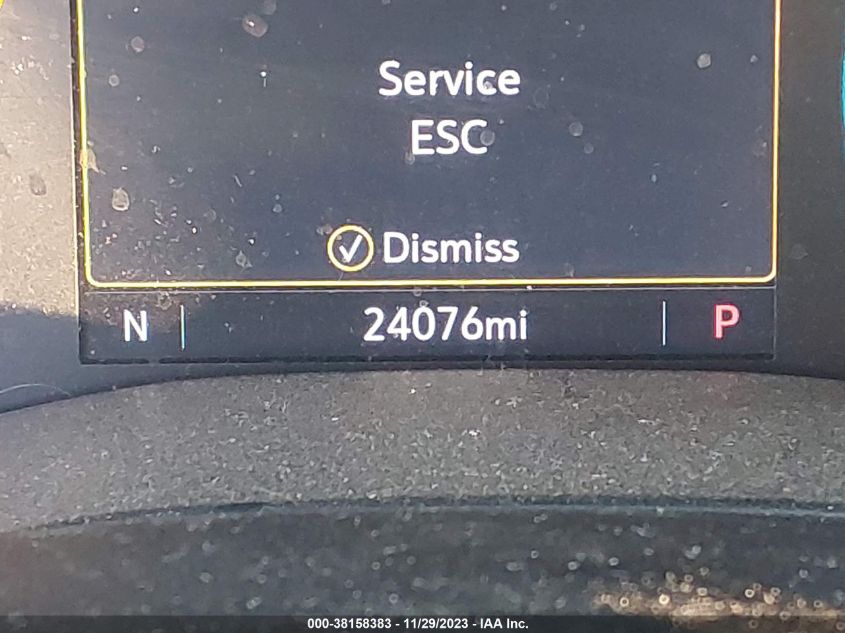 Service
ESC
Dismiss
N 24076mi P
000-38158383 - 11/29/2023 - IAA Inc.